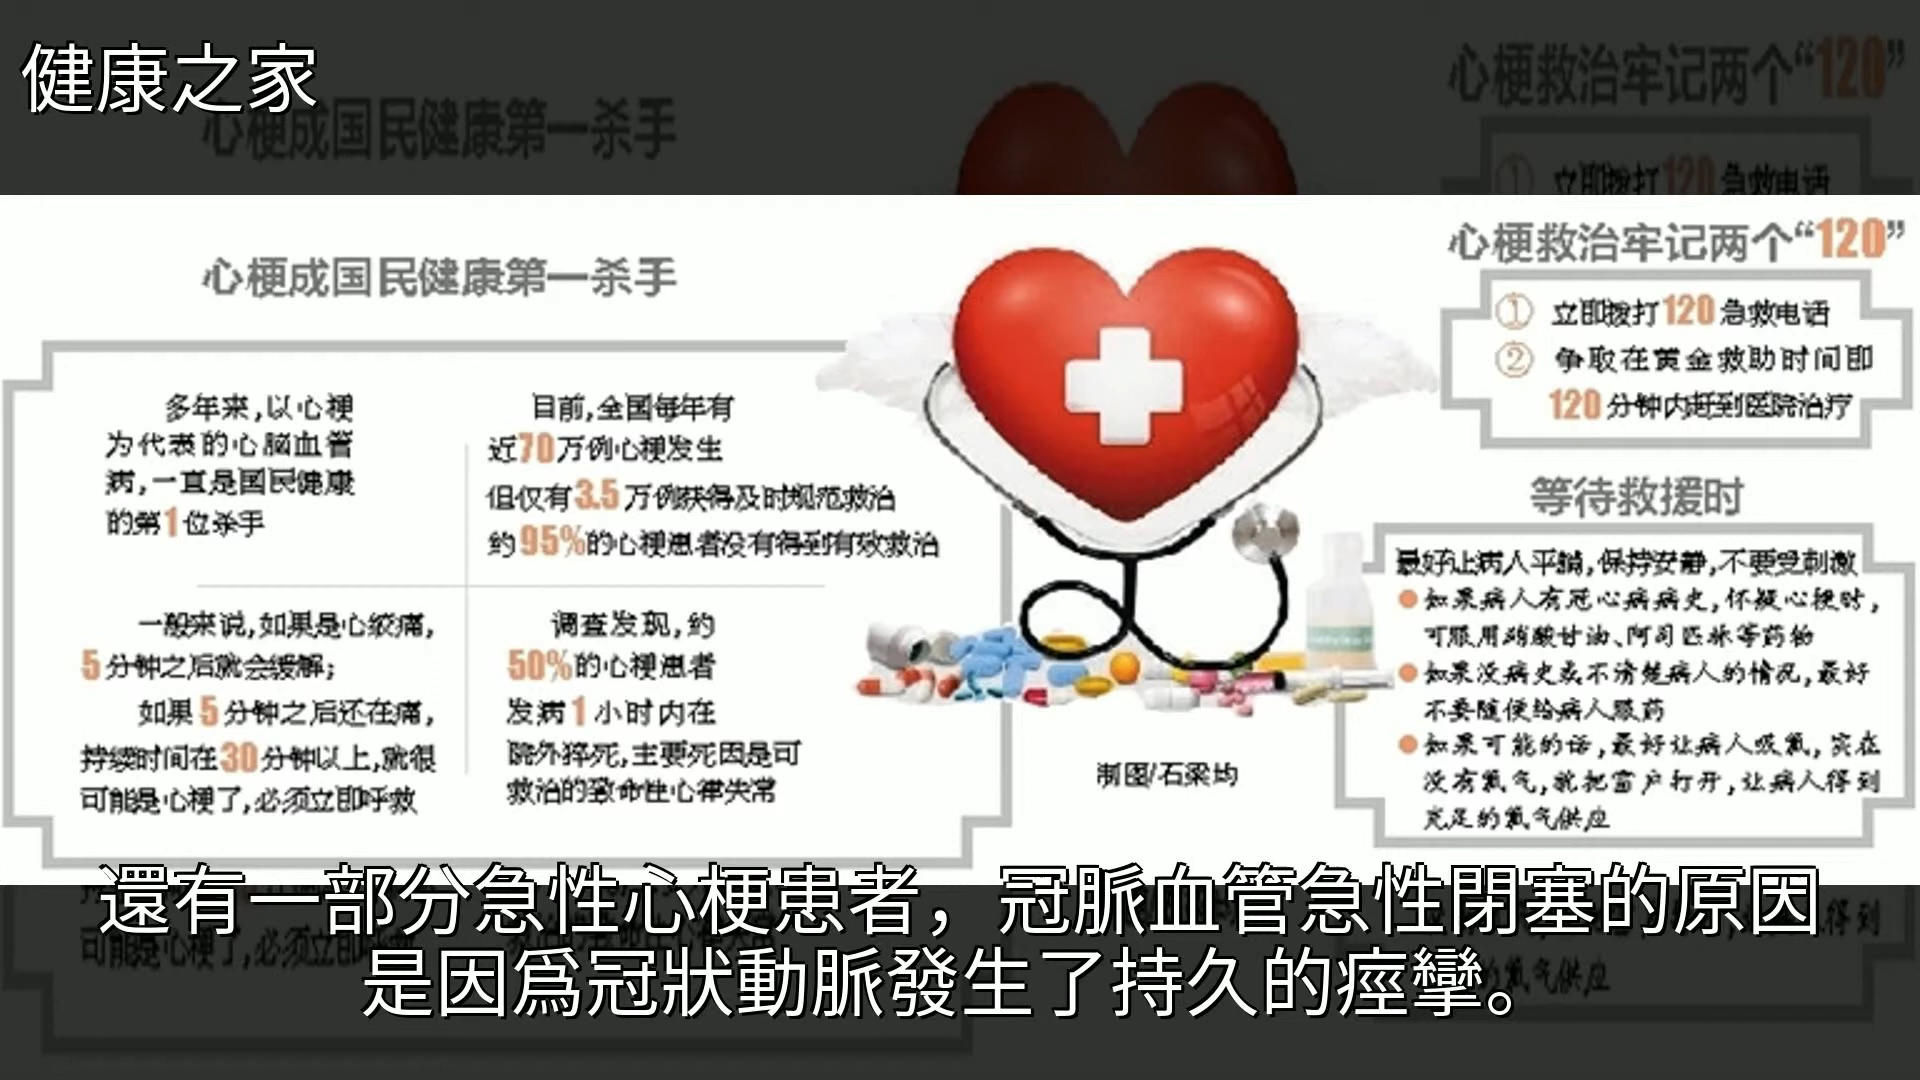 健康之家
心梗成国民健康第一杀手
多年来,以心梗
为代表的心脑血管
病,一直是国民健康
的第1位杀手
目前,全国每年有
近70万例心梗发生
但仅有3.5万例获得及时规范救治
约95%的心梗患者没有得到有效救治
一般来说,如果是心绞痛,
5分钟之后就会缓解;
如果5分钟之后还在痛,
持续时间在30分钟以上,就很
可能是心梗了,必须立即呼救
调查发现,约
50%的心梗患者
发病1小时内在
院外猝死,主要死因是可
救治的致命性心律失常
制图/石梁均
心梗救治牢记两个“120”
① 立即拨打120急救电话
② 争取在黄金救助时间即
120分钟内赶到医院治疗
等待救援时
最好让病人平躺,保持安静,不要受刺激
如果病人有冠心病病史,怀疑心梗时,
可服用硝酸甘油、阿司匹林等药物
如果没病史或不清楚病人的情况,最好
不要随便给病人服药
如果可能的话,最好让病人吸氧,实在
没有氧气,就把窗户打开,让病人得到
充足的氧气供应
還有一部分急性心梗患者，冠脈血管急性閉塞的原因
是因爲冠狀動脈發生了持久的痙攣。